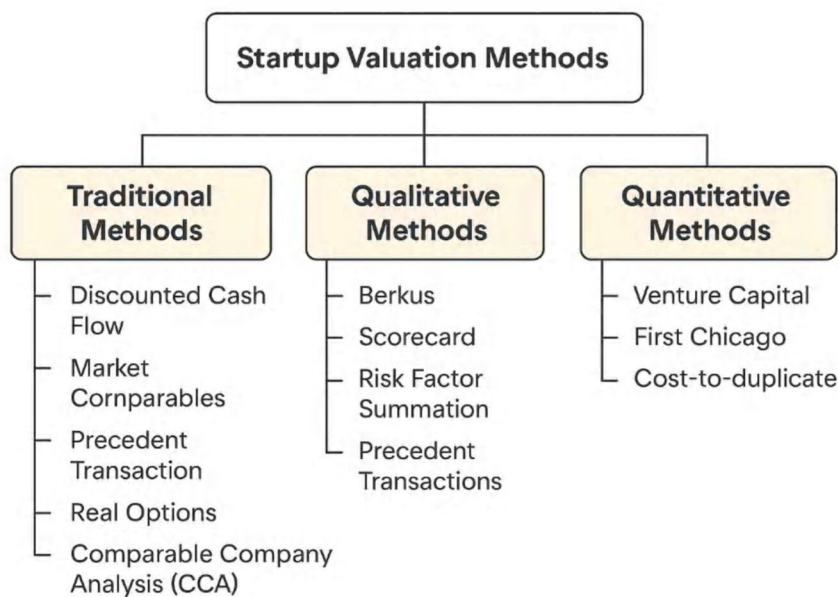 Startup Valuation Methods
Traditional
Methods
Discounted Cash
Flow
Market
Cornparables
Precedent
Transaction
Real Options
Comparable Company
Analysis (CCA)
Qualitative
Methods
Berkus
Scorecard
Risk Factor
Summation
Precedent
Transactions
Quantitative
Methods
Venture Capital
First Chicago
Cost-to-duplicate